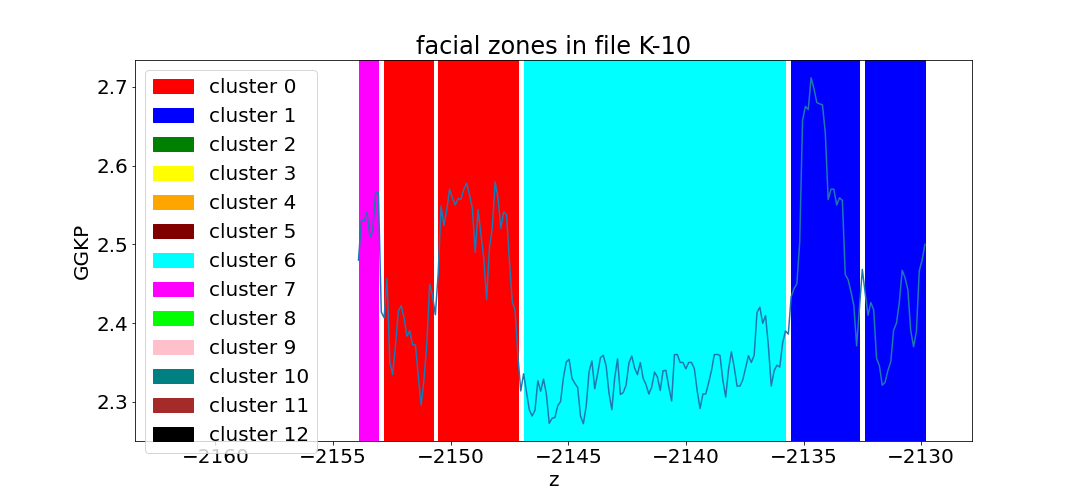 facial zones in file K-10
GGKP
2.7
2.6
2.5
2.4
2.3
cluster 0
cluster 1
cluster 2
cluster 3
cluster 4
cluster 5
cluster 6
cluster 7
cluster 8
cluster 9
cluster 10
cluster 11
cluster 12
−2160 −2155 −2150 −2145 −2140 −2135 −2130
z